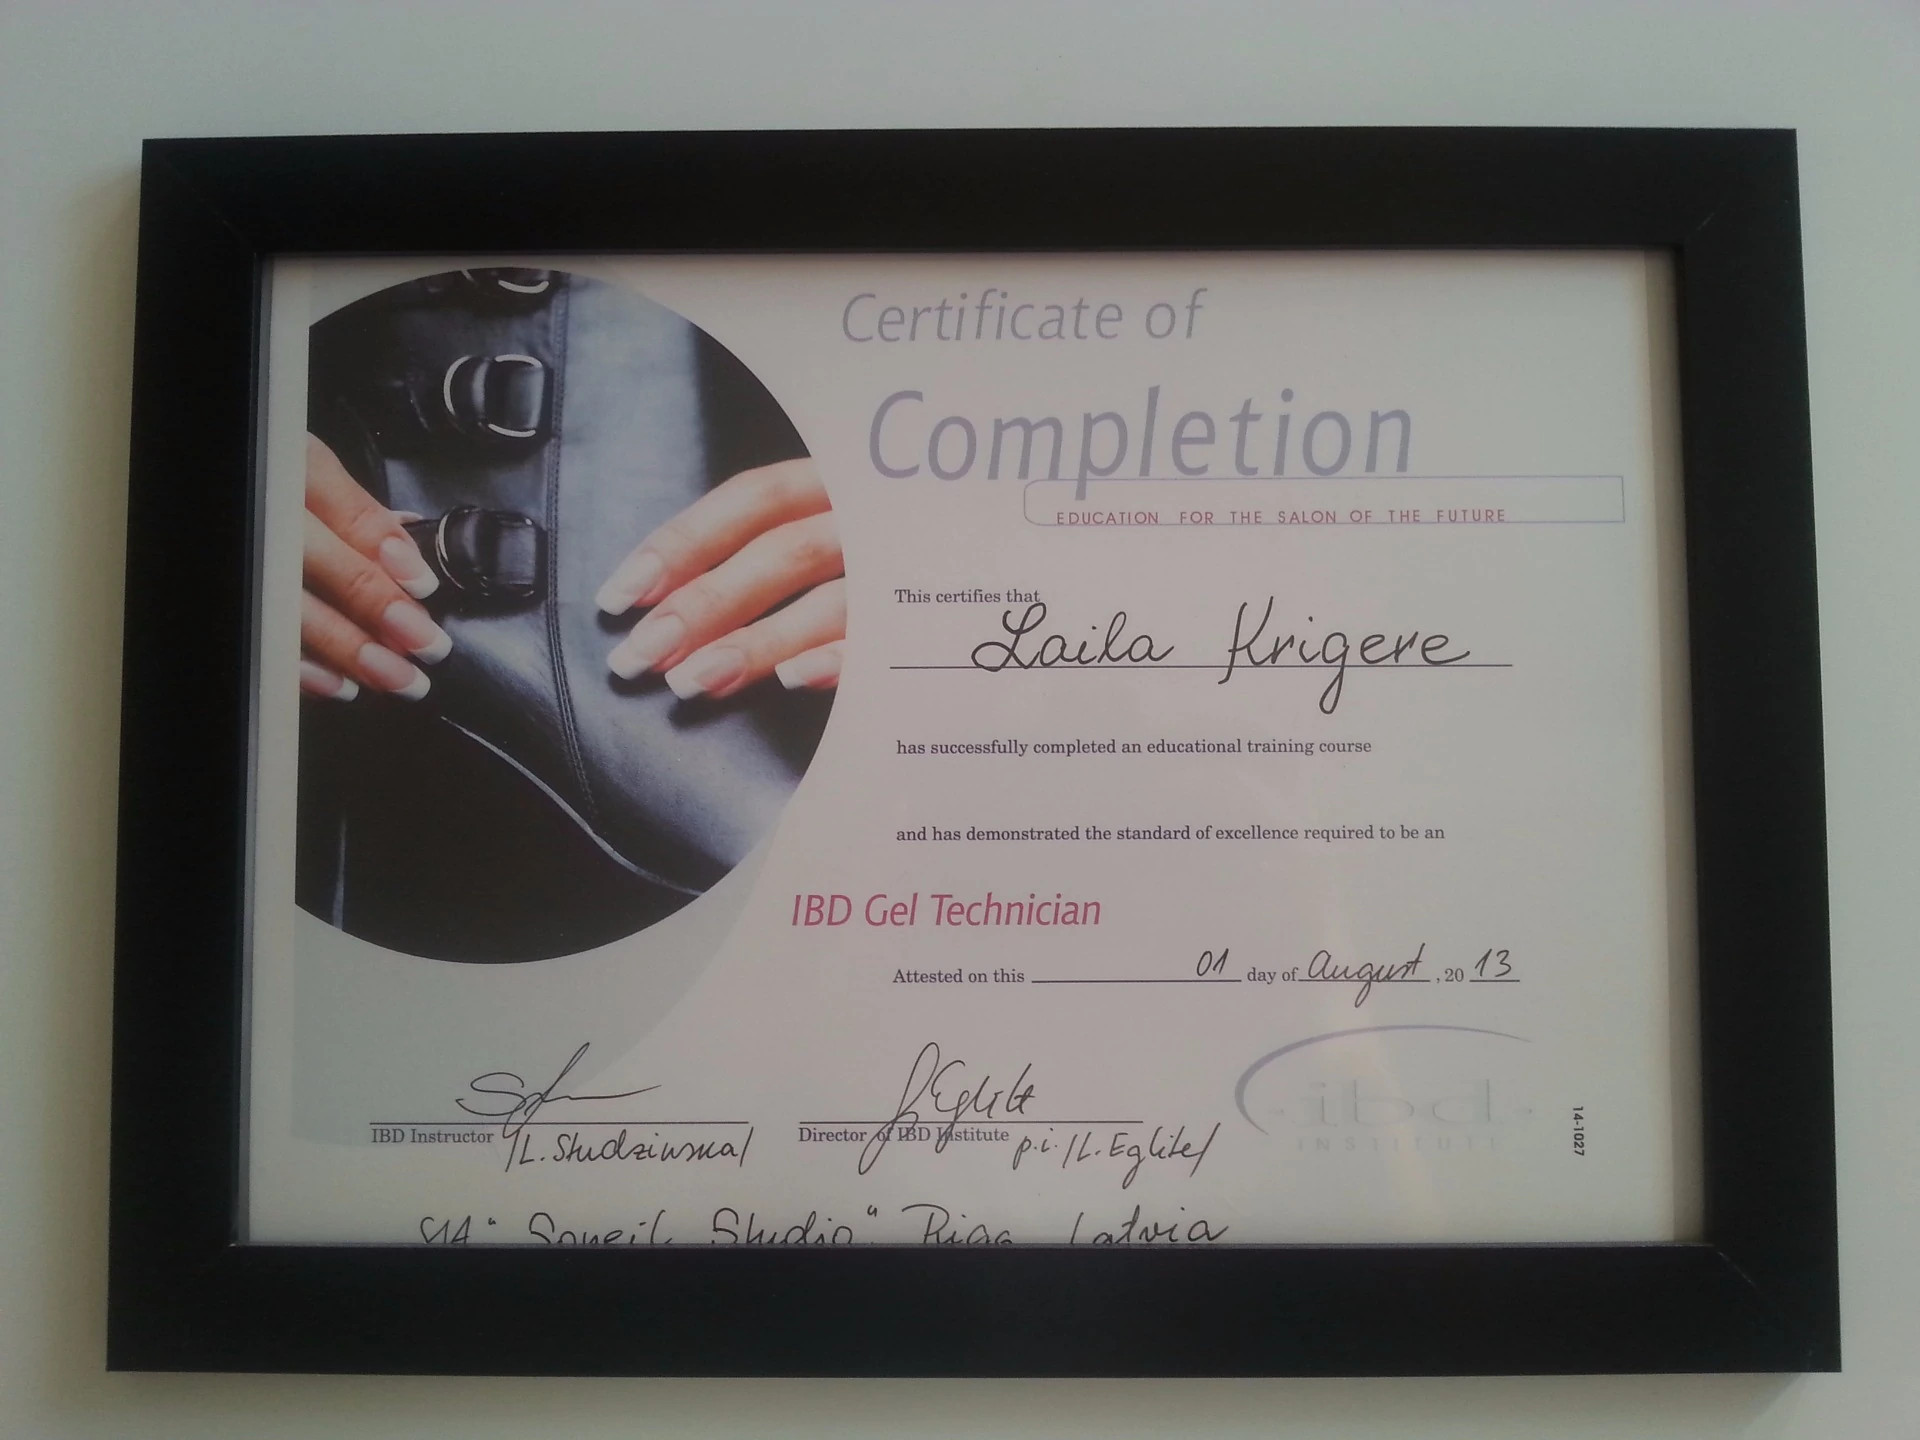 Certificate of
Completion
EDUCATION FOR THE SALON OF THE FUTURE
This certifies that
Laila Krigere
has successfully completed an educational training course
and has demonstrated the standard of excellence required to be an
IBD Gel Technician
Attested on this 01 day of August, 20 13
IBD Instructor /L. Studzinska/
Director of IBD Institute p.i. /L. Eglite/
ibd
INSTITUTE
14-1027
SIA " Studio" Riga Latvia